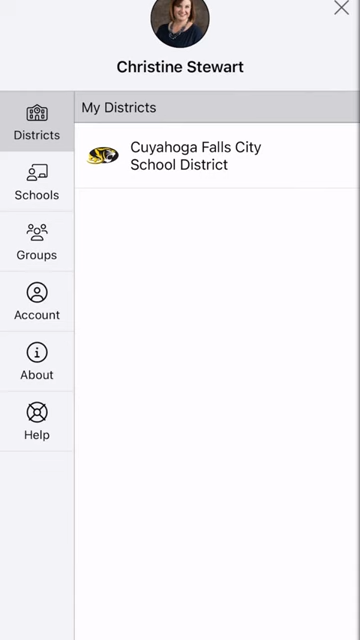 Christine Stewart
Districts
My Districts
Cuyahoga Falls City
School District
Schools
Groups
Account
About
Help